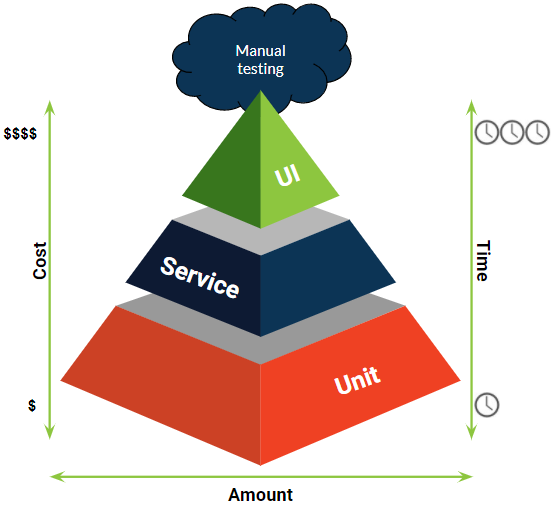 Manual
testing
$$$$
UI
Cost
Service
Time
Unit
$
Amount